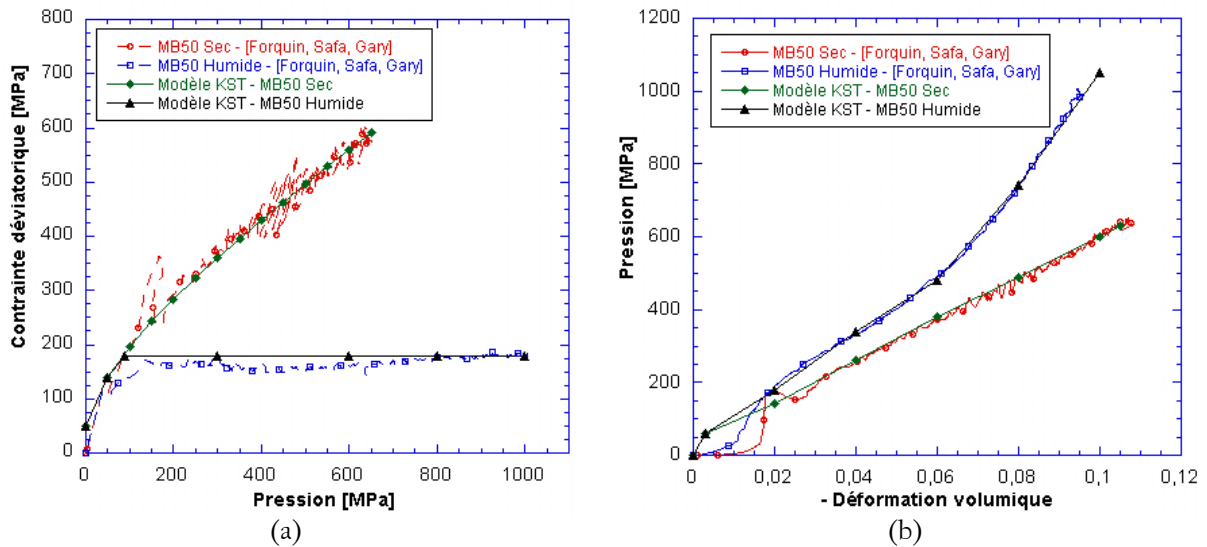 800
700
600
500
400
300
200
100
0
Contrainte déviatorique [MPa]
MB50 Sec - [Forquin, Safa, Gary]
MB50 Humide - [Forquin, Safa, Gary]
Modèle KST - MB50 Sec
Modèle KST - MB50 Humide
0
200
400
600
800
1000
Pression [MPa]
(a)
1200
1000
800
600
400
200
0
Pression [MPa]
MB50 Sec - [Forquin, Safa, Gary]
MB50 Humide - [Forquin, Safa, Gary]
Modèle KST - MB50 Sec
Modèle KST - MB50 Humide
0
0,02
0,04
0,06
0,08
0,1
0,12
- Déformation volumique
(b)